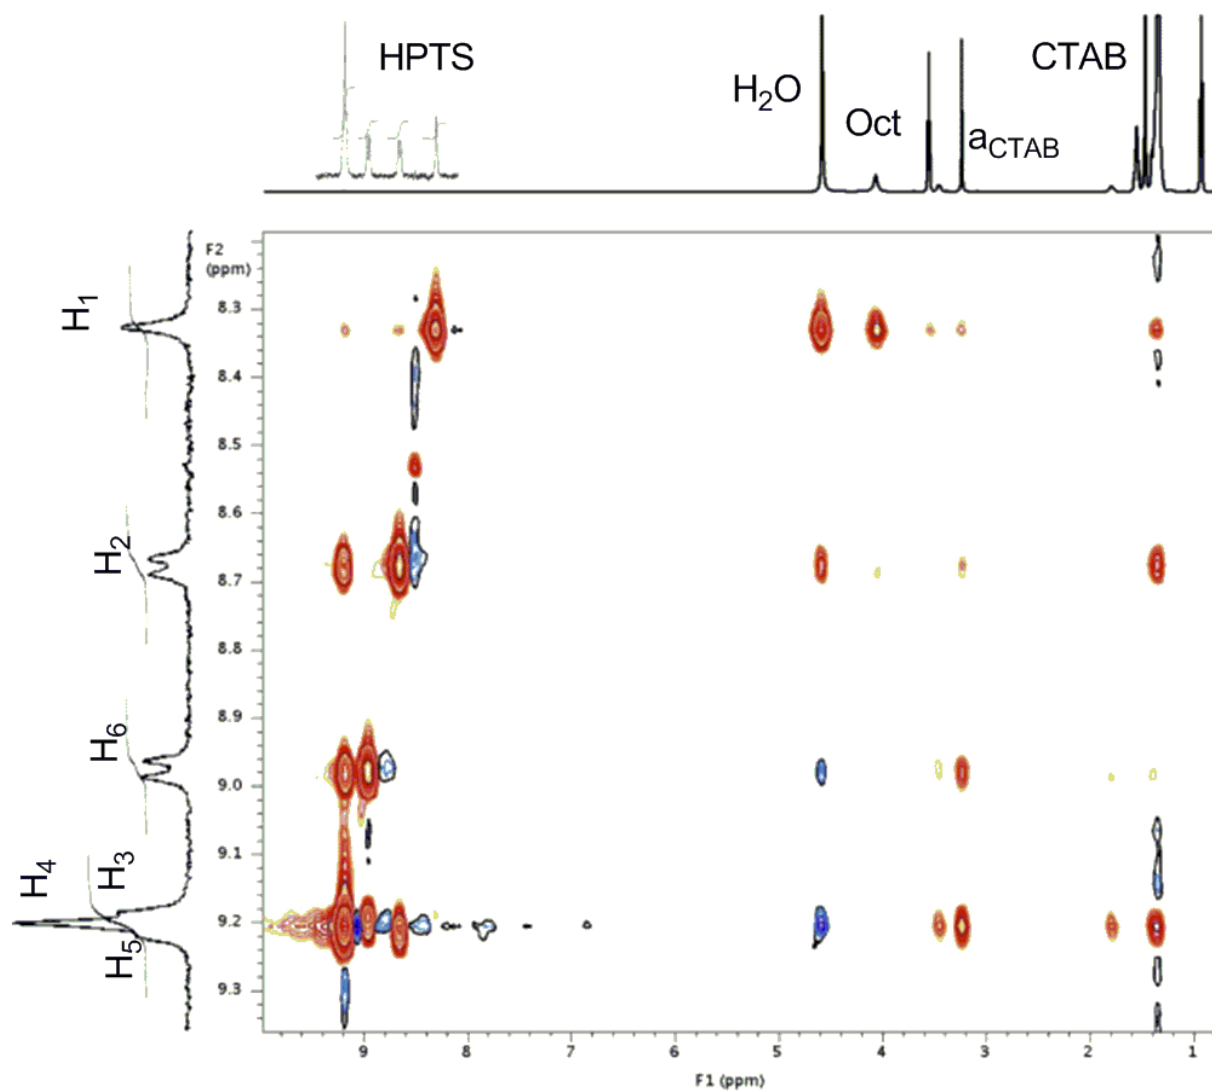 HPTS
H₂O
Oct
a_CTAB
CTAB
F2
(ppm)
H₁
8.3
8.4
8.5
H₂
8.6
8.7
8.8
H₆
8.9
9.0
9.1
H₄
H₃
H₅
9.2
9.3
9 8 7 6 5 4 3 2 1
F1 (ppm)